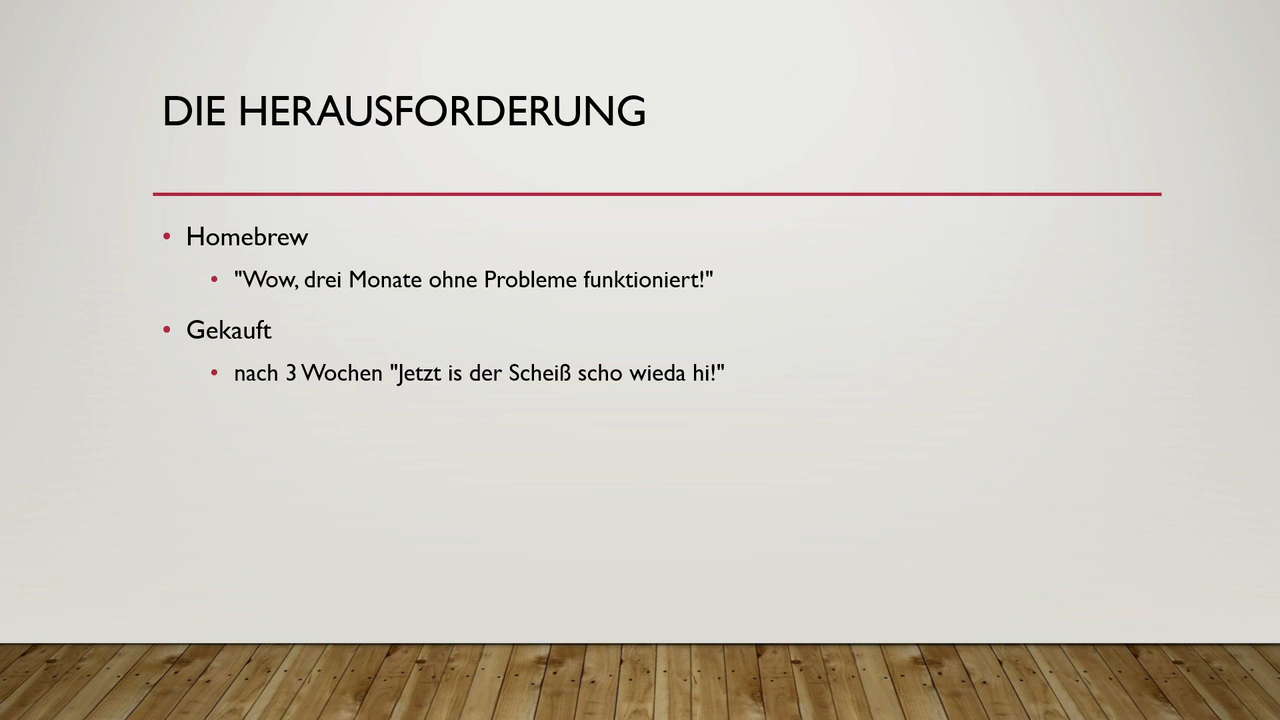 DIE HERAUSFORDERUNG
• Homebrew
• "Wow, drei Monate ohne Probleme funktioniert!"
• Gekauft
• nach 3 Wochen "Jetzt is der Scheiß scho wieda hi!"